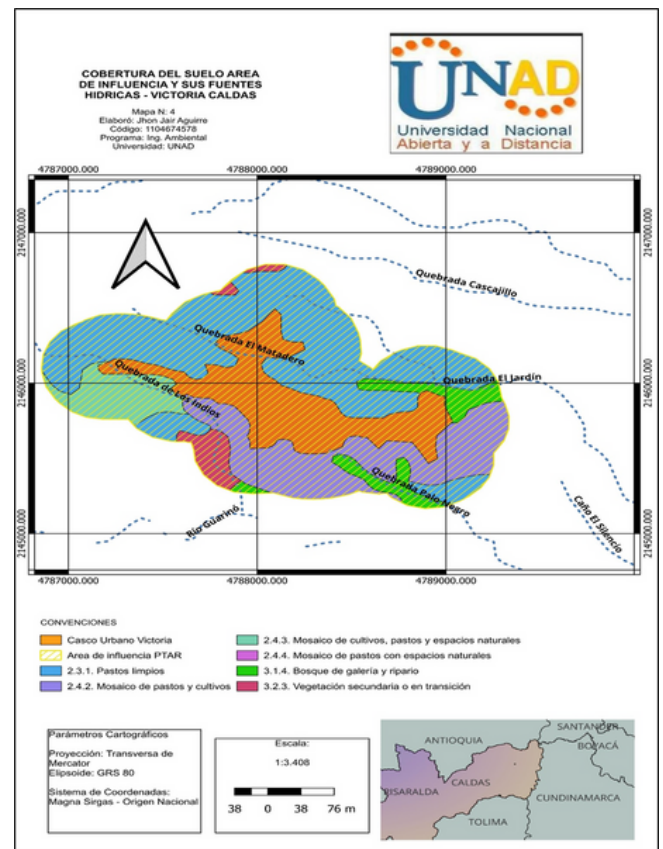 COBERTURA DEL SUELO AREA
DE INFLUENCIA Y SUS FUENTES
HIDRICAS - VICTORIA CALDAS
Mapa N: 4
Elaboró: Jhon Jair Aguirre
Código: 1104674578
Programa: Ing. Ambiental
Universidad: UNAD
UNAD
Universidad Nacional
Abierta y a Distancia
4787000.000 4788000.000 4789000.000
2147000.000 2147000.000
Quebrada Cascajillo
Quebrada El Matadero
Quebrada El Jardín
2146000.000 2146000.000
Quebrada de Los Indios
Quebrada Palo Negro
Río Guarinó
Caño El Silencio
2145000.000 2145000.000
4787000.000 4788000.000 4789000.000
CONVENCIONES
Casco Urbano Victoria
Area de influencia PTAR
2.3.1. Pastos limpios
2.4.2. Mosaico de pastos y cultivos
2.4.3. Mosaico de cultivos, pastos y espacios naturales
2.4.4. Mosaico de pastos con espacios naturales
3.1.4. Bosque de galería y ripario
3.2.3. Vegetación secundaria o en transición
Parámetros Cartográficos
Proyección: Transversa de
Mercator
Elipsoide: GRS 80
Sistema de Coordenadas:
Magna Sirgas - Origen Nacional
Escala:
1:3.408
38 0 38 76 m
SANTANDER
ANTIOQUIA
BOYACÁ
CALDAS
RISARALDA
CUNDINAMARCA
TOLIMA